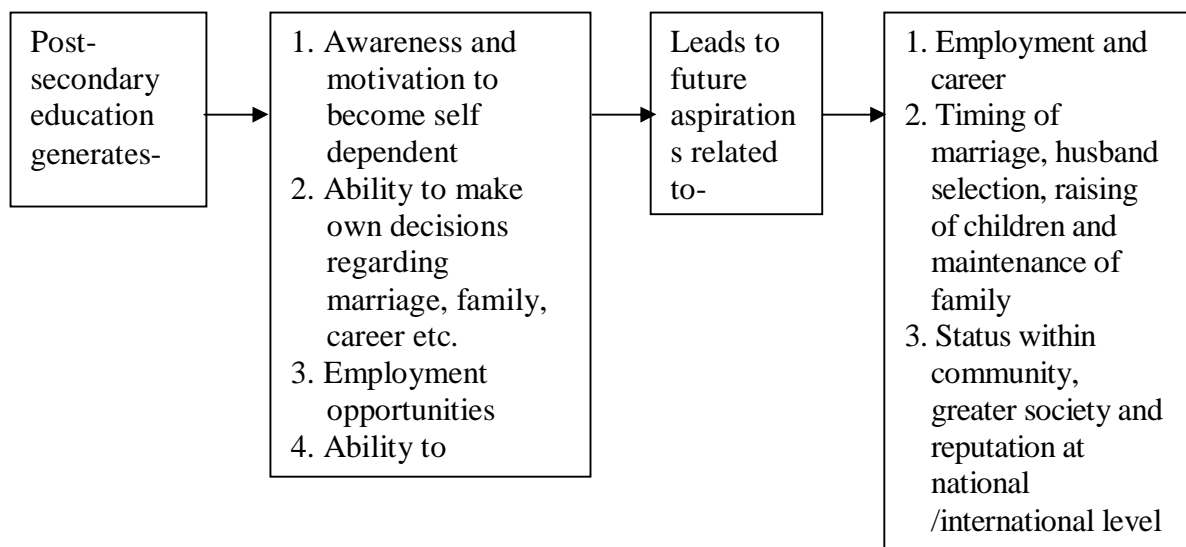 Post-
secondary
education
generates-
1. Awareness and
motivation to
become self
dependent
2. Ability to make
own decisions
regarding
marriage, family,
career etc.
3. Employment
opportunities
4. Ability to
Leads to
future
aspiration
s related
to-
1. Employment and
career
2. Timing of
marriage, husband
selection, raising
of children and
maintenance of
family
3. Status within
community,
greater society and
reputation at
national
/international level